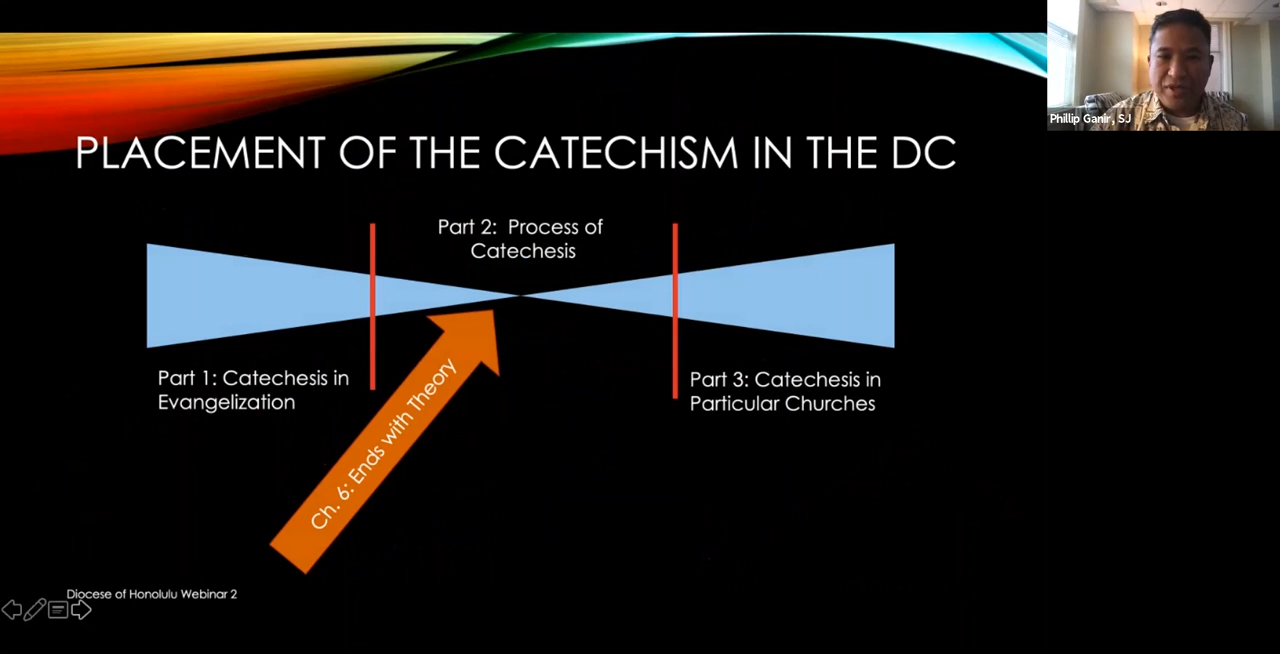 Phillip Ganir, SJ
PLACEMENT OF THE CATECHISM IN THE DC
Part 2: Process of
Catechesis
Part 1: Catechesis in
Evangelization
Part 3: Catechesis in
Particular Churches
Ch. 6: Ends with Theory
Diocese of Honolulu Webinar 2